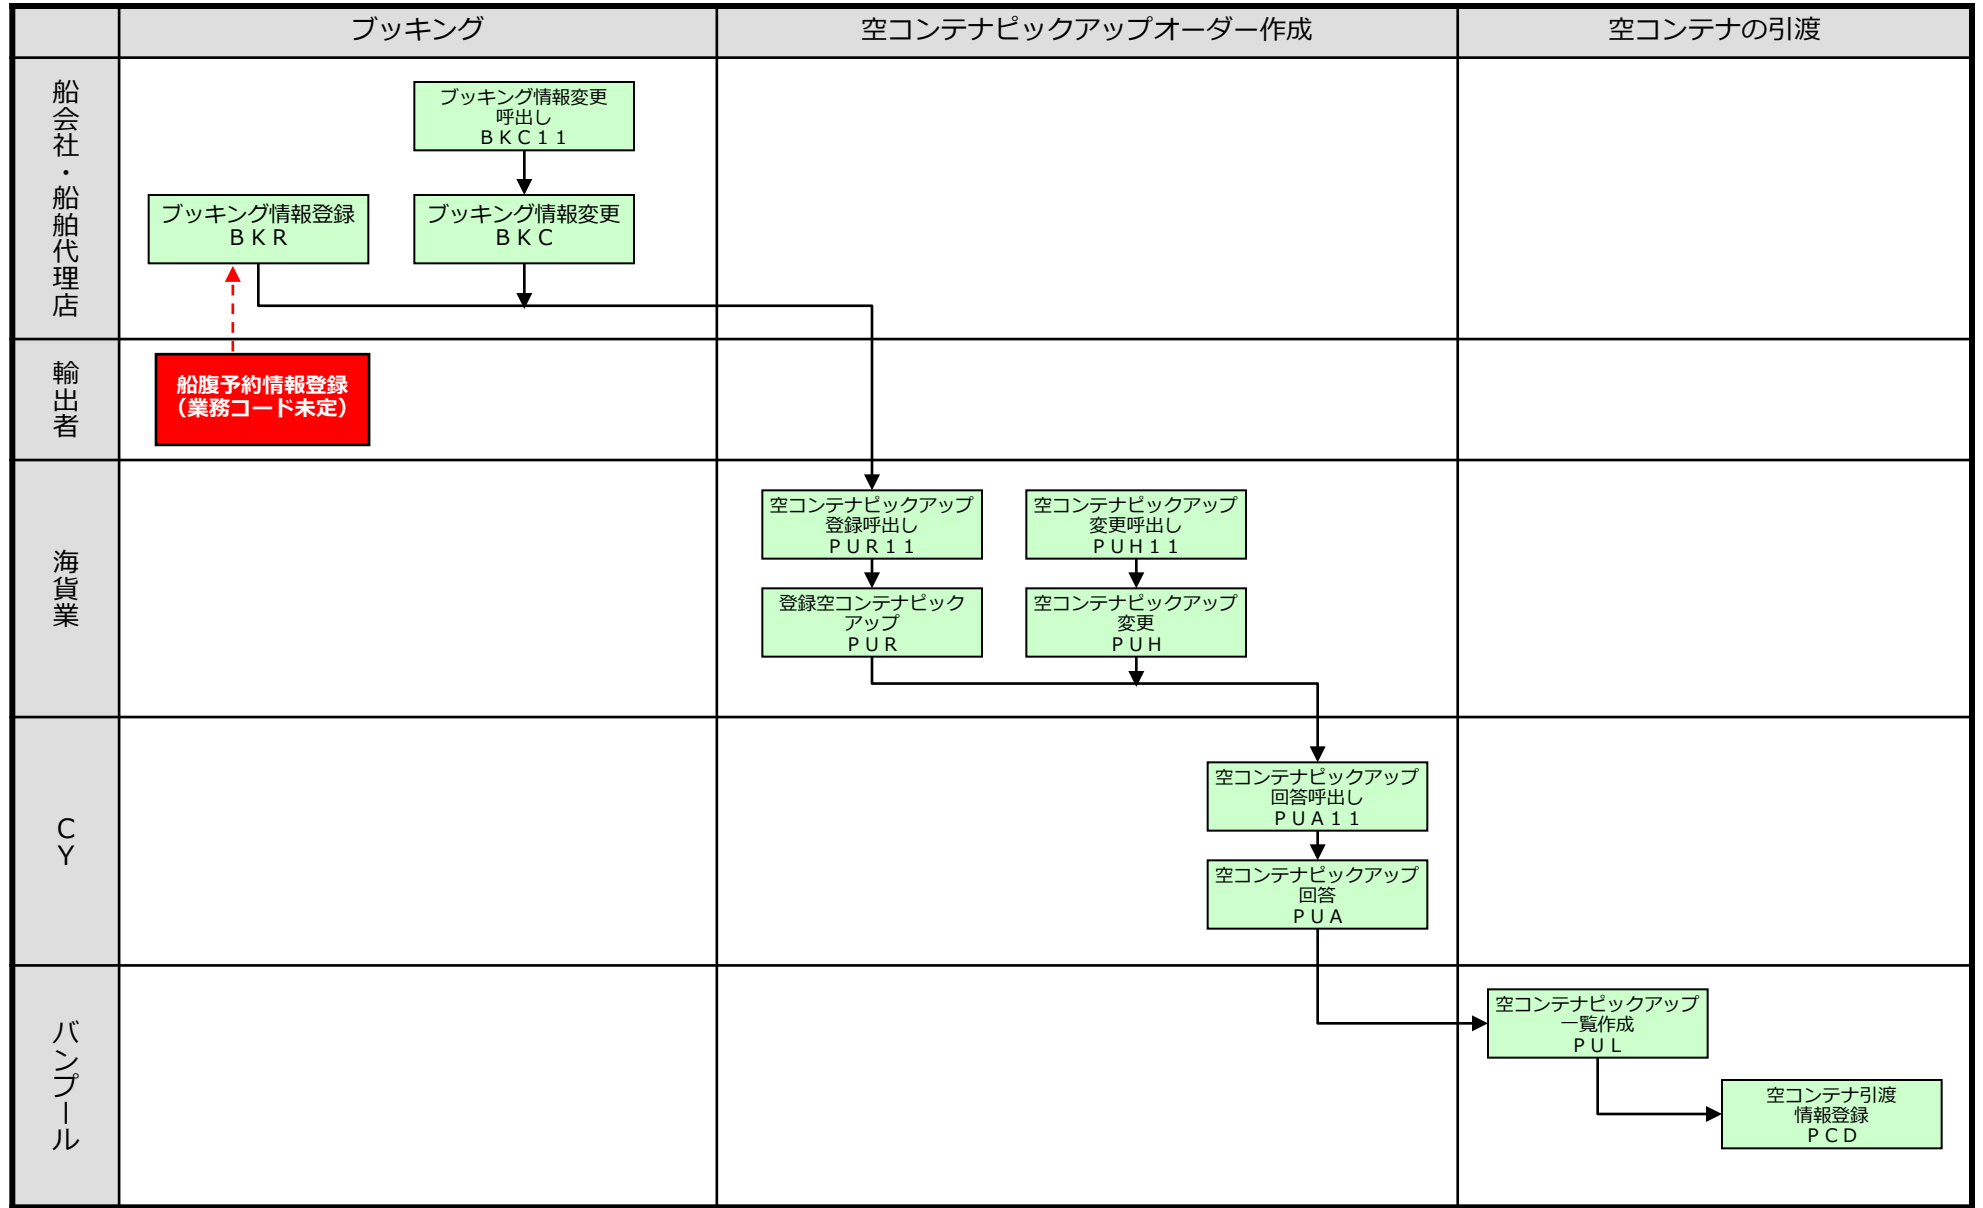 ブッキング
空コンテナピックアップオーダー作成
空コンテナの引渡
船会社・船舶代理店
ブッキング情報変更
呼出し
ＢＫＣ１１
ブッキング情報登録
ＢＫＲ
ブッキング情報変更
ＢＫＣ
輸出者
船腹予約情報登録
（業務コード未定）
海貨業
空コンテナピックアップ
登録呼出し
ＰＵＲ１１
空コンテナピックアップ
変更呼出し
ＰＵＨ１１
登録空コンテナピック
アップ
ＰＵＲ
空コンテナピックアップ
変更
ＰＵＨ
ＣＹ
空コンテナピックアップ
回答呼出し
ＰＵＡ１１
空コンテナピックアップ
回答
ＰＵＡ
バンプール
空コンテナピックアップ
一覧作成
ＰＵＬ
空コンテナ引渡
情報登録
ＰＣＤ